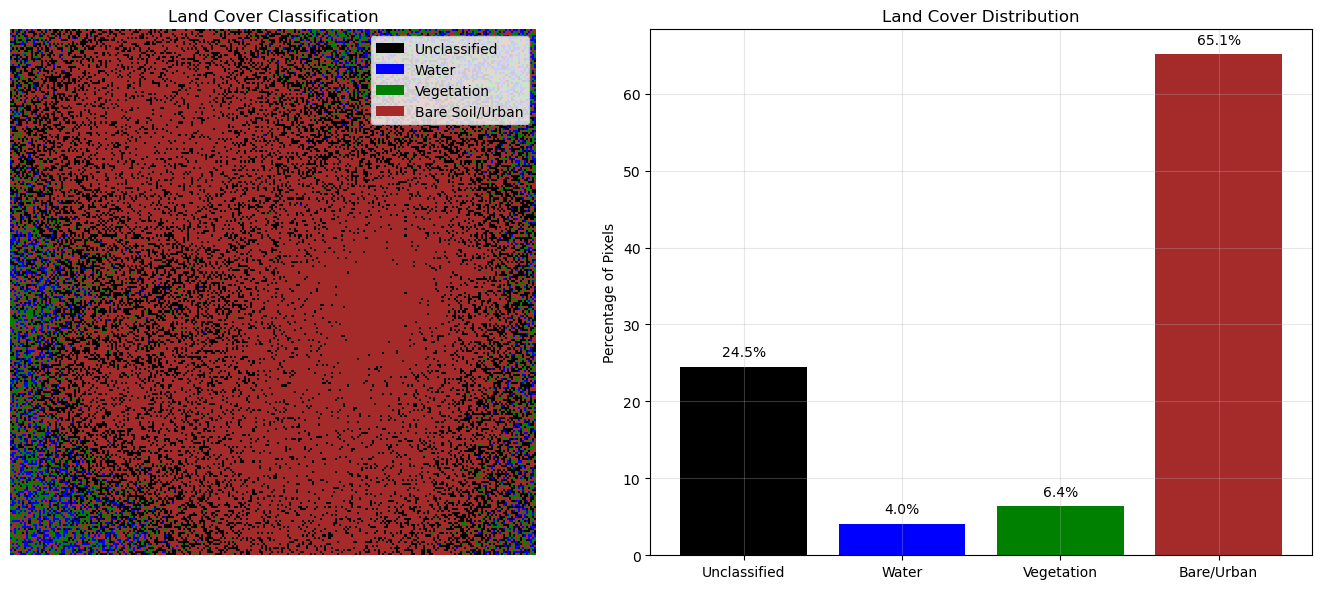 Land Cover Classification
Unclassified
Water
Vegetation
Bare Soil/Urban
Land Cover Distribution
Percentage of Pixels
60
50
40
30
20
10
0
65.1%
24.5%
4.0%
6.4%
Unclassified
Water
Vegetation
Bare/Urban